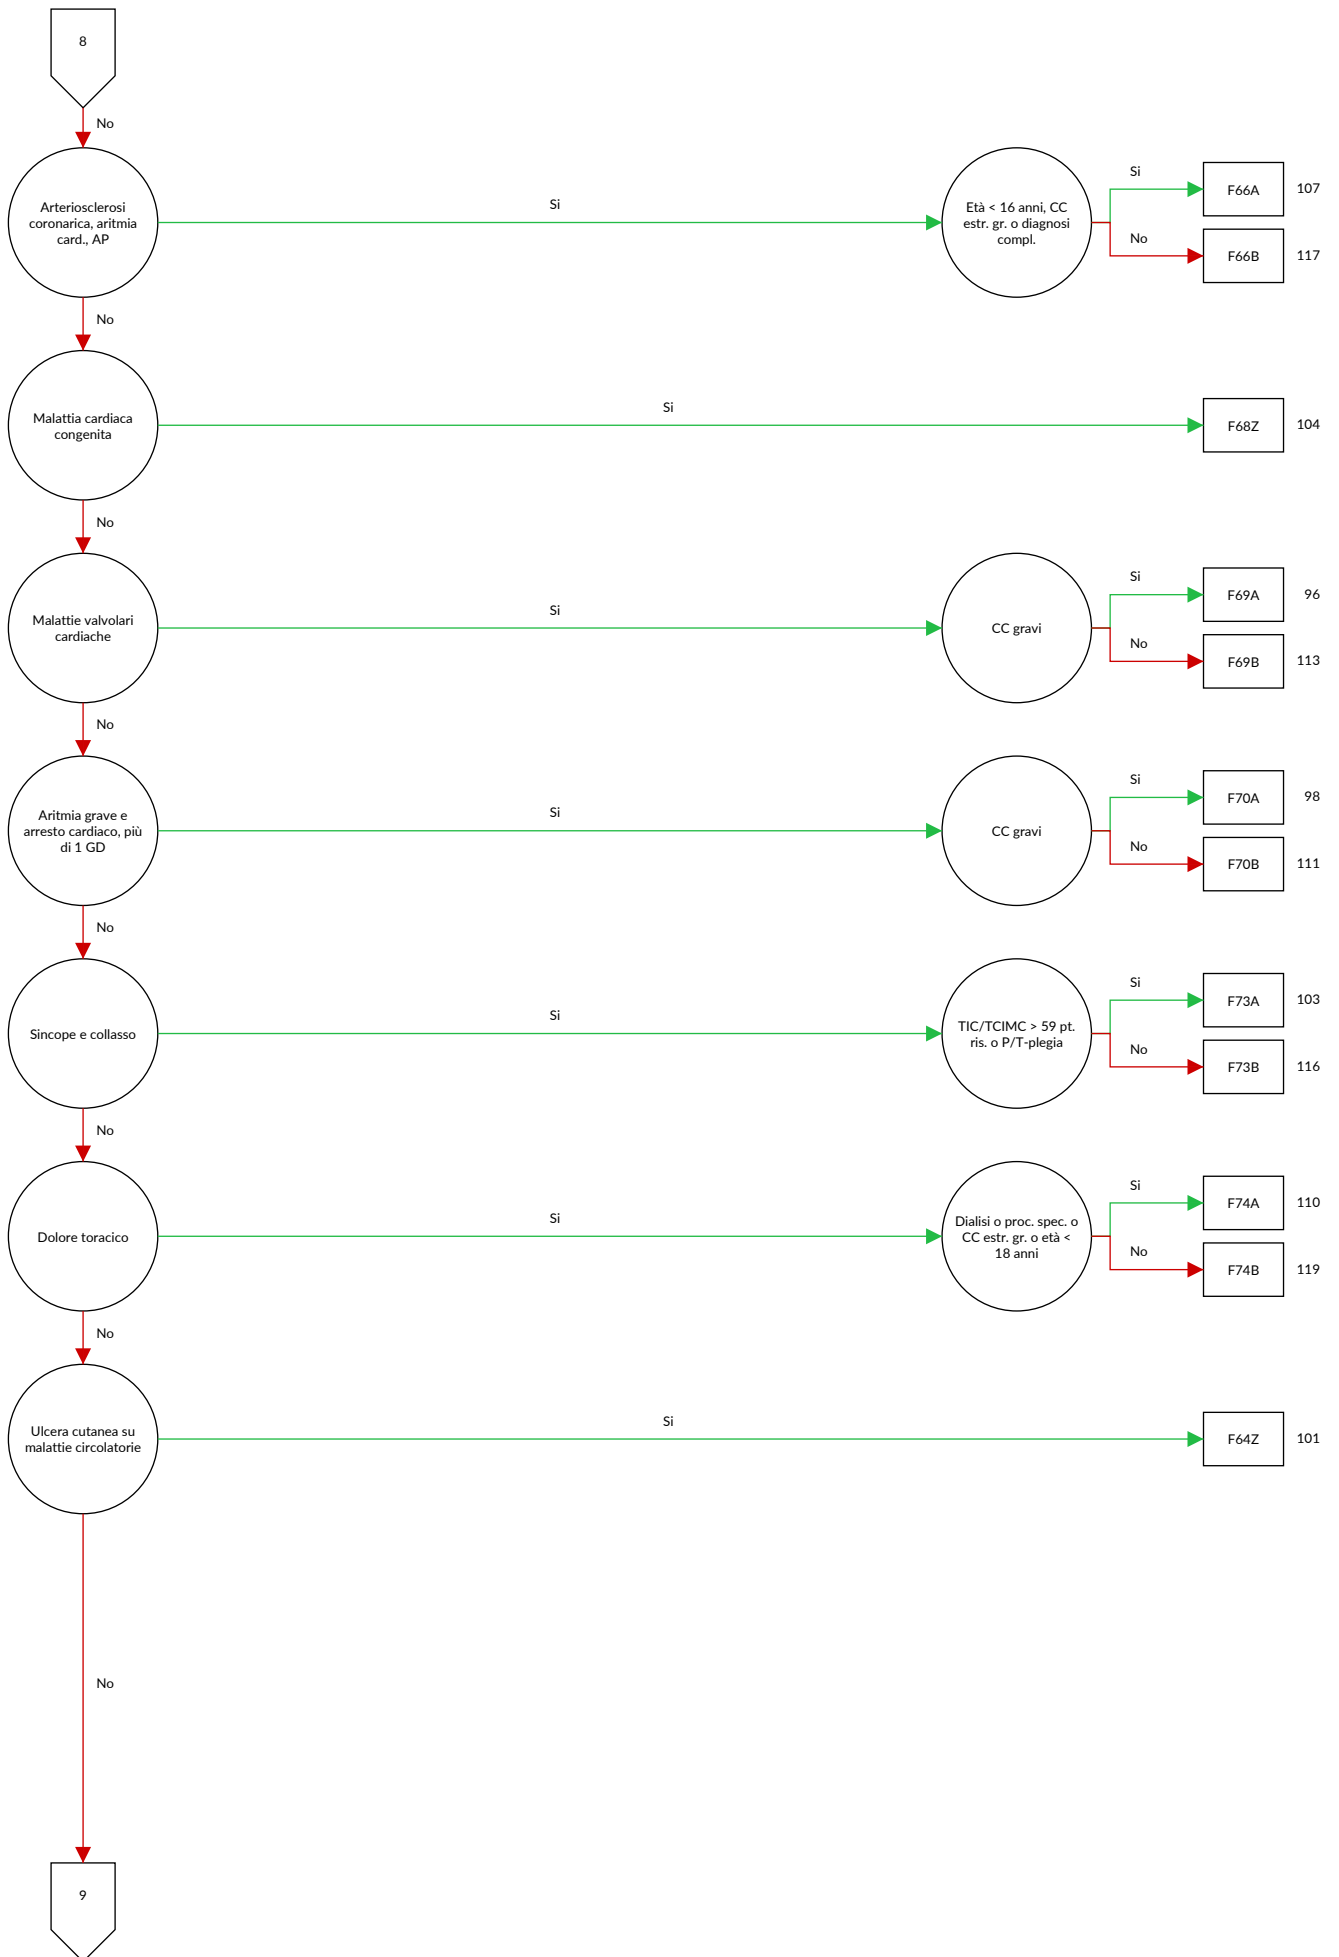 8
No
Arteriosclerosi
coronarica, aritmia
card., AP
Si
Età < 16 anni, CC
estr. gr. o diagnosi
compl.
Si
F66A
107
No
F66B
117
No
Malattia cardiaca
congenita
Si
F68Z
104
No
Malattie valvolari
cardiache
Si
CC gravi
Si
F69A
96
No
F69B
113
No
Aritmia grave e
arresto cardiaco, più
di 1 GD
Si
CC gravi
Si
F70A
98
No
F70B
111
No
Sincope e collasso
Si
TIC/TCIMC > 59 pt.
ris. o P/T-plegia
Si
F73A
103
No
F73B
116
No
Dolore toracico
Si
Dialisi o proc. spec. o
CC estr. gr. o età <
18 anni
Si
F74A
110
No
F74B
119
No
Ulcera cutanea su
malattie circolatorie
Si
F64Z
101
No
9